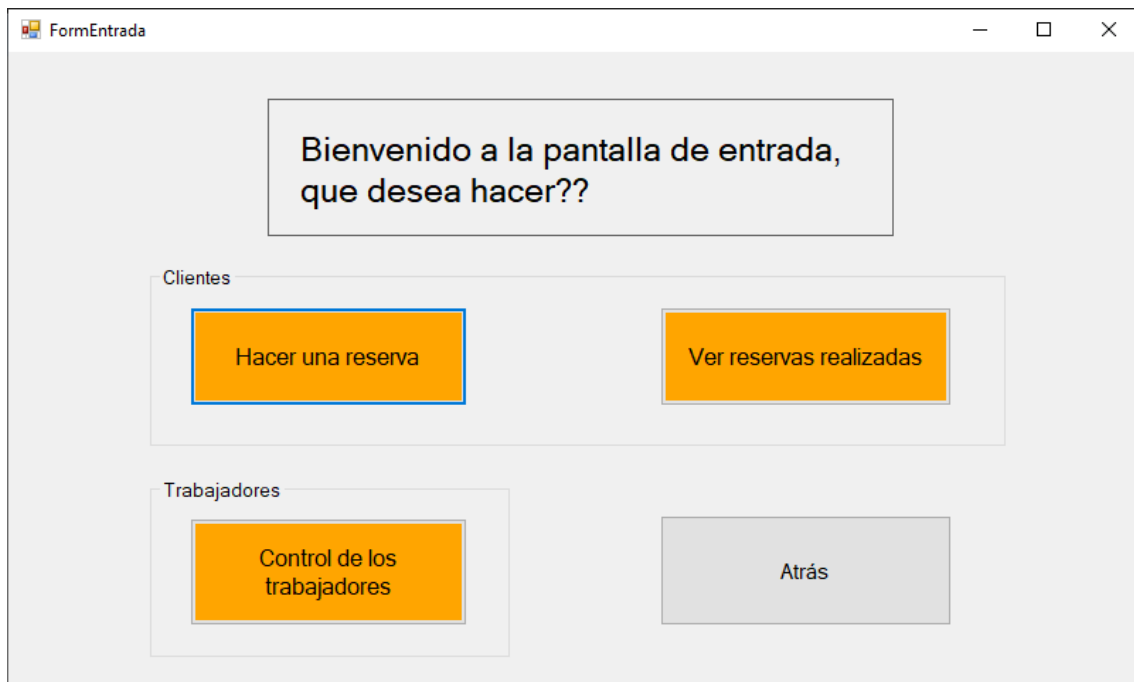 FormEntrada
Bienvenido a la pantalla de entrada,
que desea hacer??
Clientes
Hacer una reserva
Ver reservas realizadas
Trabajadores
Control de los
trabajadores
Atrás